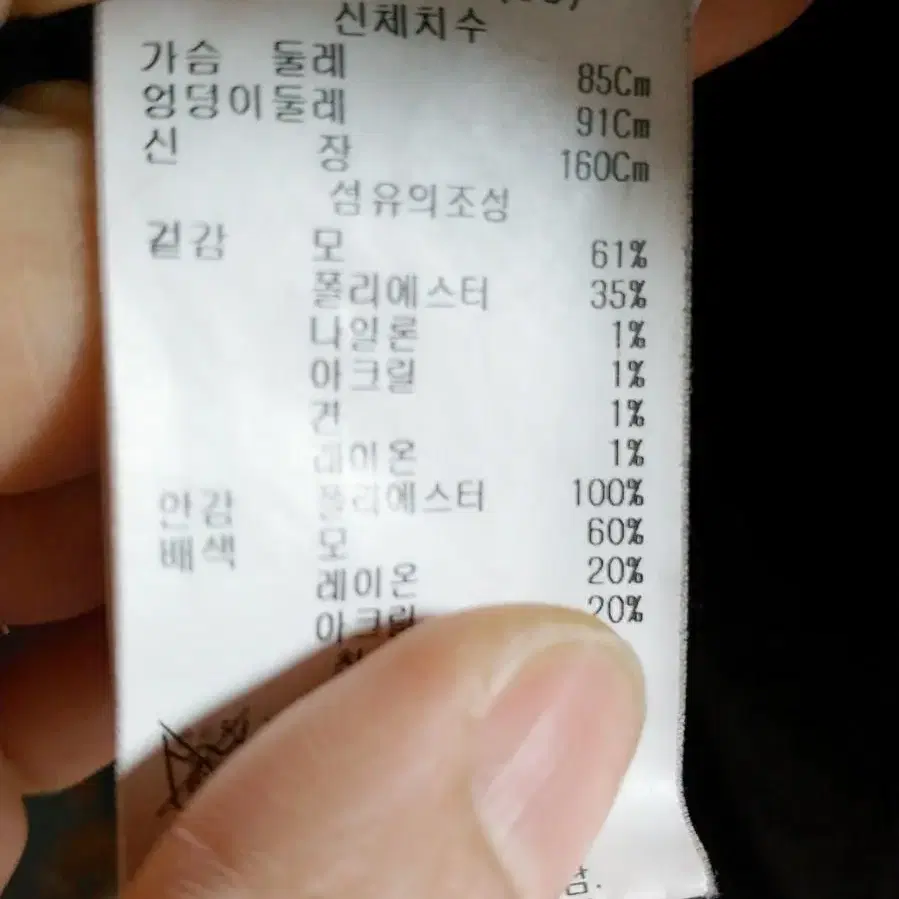 신체치수
가슴 둘레 85Cm
엉덩이둘레 91Cm
신 장 160Cm
섬유의조성
겉감 모 61%
폴리에스터 35%
나일론 1%
아크릴 1%
견 1%
레이온 1%
안감 폴리에스터 100%
배색 모 60%
레이온 20%
아크릴 20%